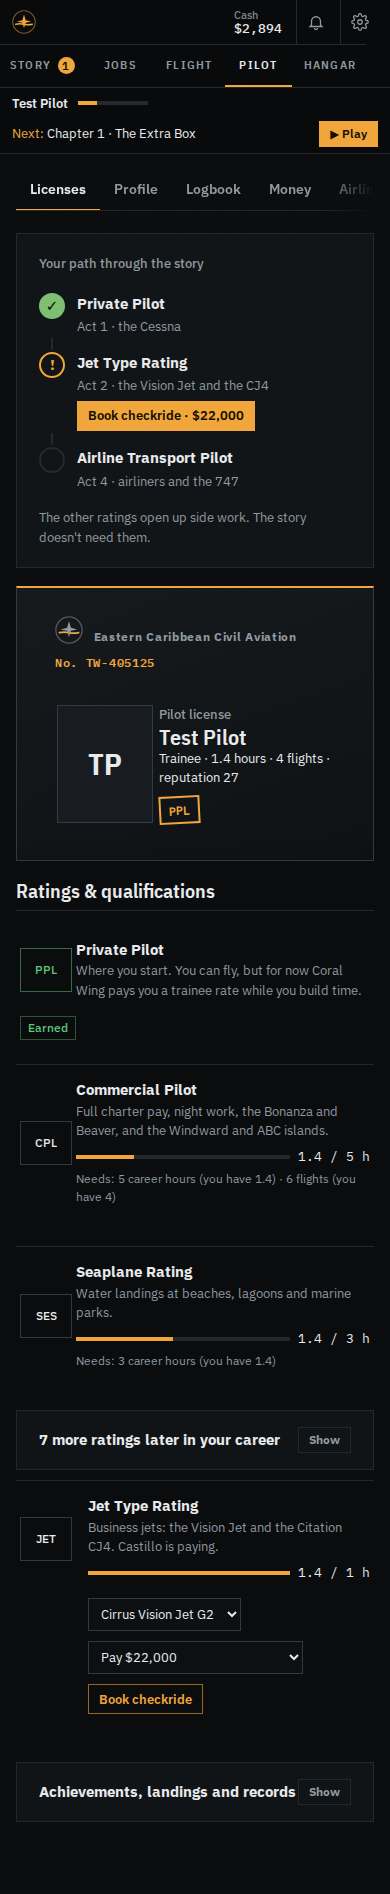 Cash
$2,894
STORY 1 JOBS FLIGHT PILOT HANGAR
Test Pilot
Next: Chapter 1 · The Extra Box
▶ Play
Licenses Profile Logbook Money Airlin
Your path through the story
✓ Private Pilot
Act 1 · the Cessna
! Jet Type Rating
Act 2 · the Vision Jet and the CJ4
Book checkride · $22,000
Airline Transport Pilot
Act 4 · airliners and the 747
The other ratings open up side work. The story
doesn't need them.
Eastern Caribbean Civil Aviation
No. TW-405125
TP
Pilot license
Test Pilot
Trainee · 1.4 hours · 4 flights ·
reputation 27
PPL
Ratings & qualifications
PPL
Private Pilot
Where you start. You can fly, but for now Coral
Wing pays you a trainee rate while you build time.
Earned
CPL
Commercial Pilot
Full charter pay, night work, the Bonanza and
Beaver, and the Windward and ABC islands.
1.4 / 5 h
Needs: 5 career hours (you have 1.4) · 6 flights (you
have 4)
SES
Seaplane Rating
Water landings at beaches, lagoons and marine
parks.
1.4 / 3 h
Needs: 3 career hours (you have 1.4)
7 more ratings later in your career Show
JET
Jet Type Rating
Business jets: the Vision Jet and the Citation
CJ4. Castillo is paying.
1.4 / 1 h
Cirrus Vision Jet G2
Pay $22,000
Book checkride
Achievements, landings and records Show